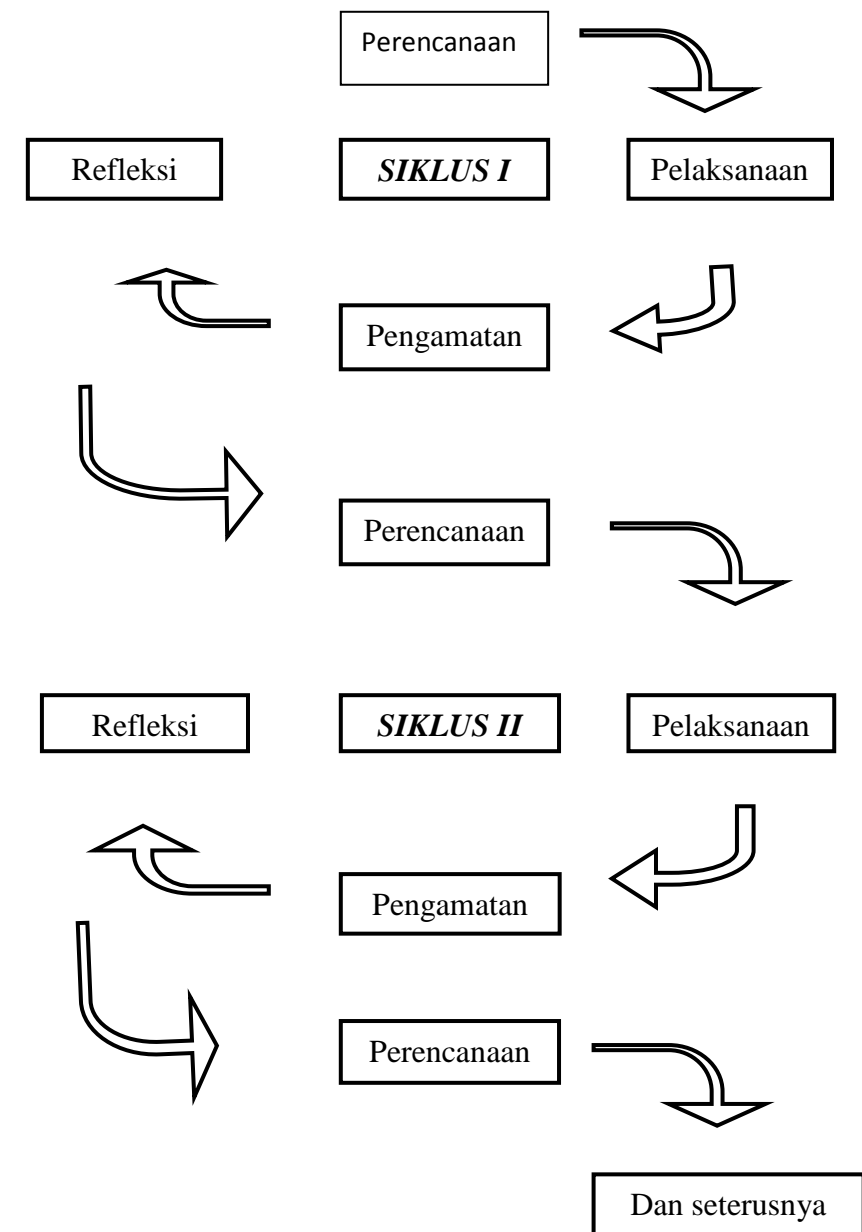 Perencanaan
Refleksi
SIKLUS I
Pelaksanaan
Pengamatan
Perencanaan
Refleksi
SIKLUS II
Pelaksanaan
Pengamatan
Perencanaan
Dan seterusnya